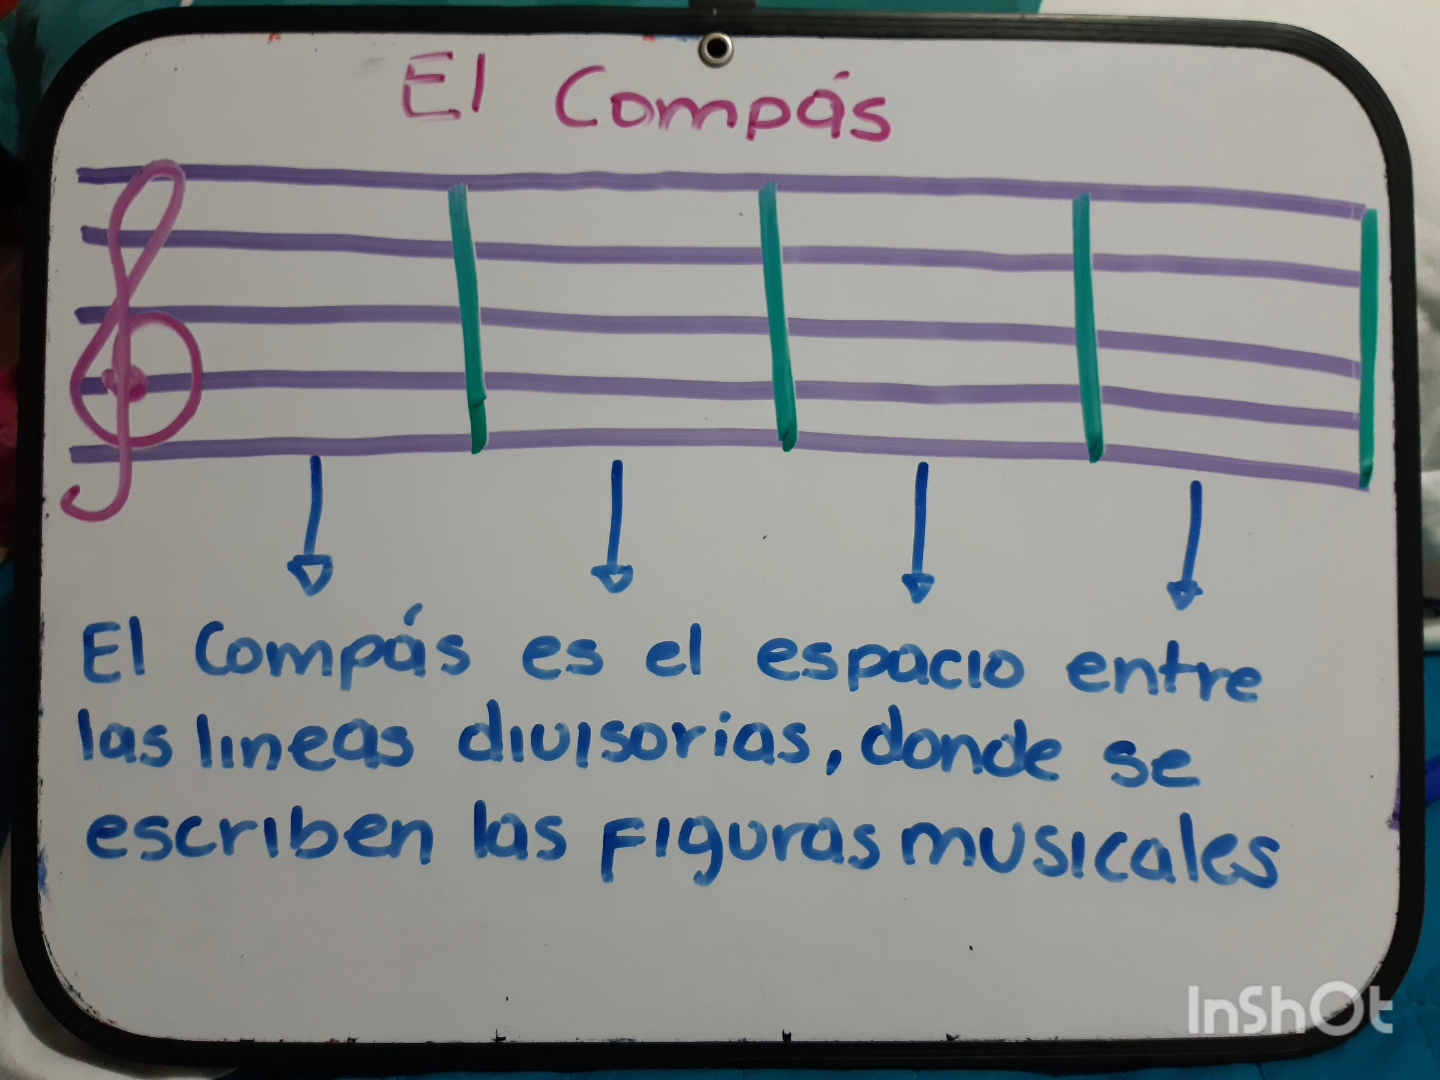 El Compás
El Compás es el espacio entre
las lineas divisorias, donde se
escriben las Figuras musicales
InShOt